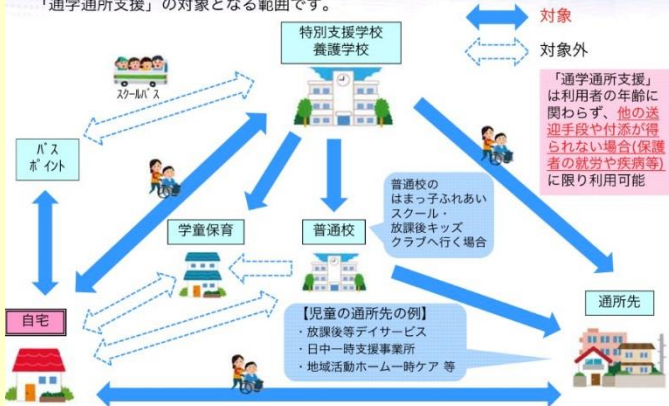 「通学通所支援」の対象となる範囲です。
対象
対象外
特別支援学校
養護学校
スクールバス
「通学通所支援」
は利用者の年齢に
関わらず、他の送
迎手段や付添が得
られない場合(保護
者の就労や疾病等)
に限り利用可能
バス
ポイント
普通校の
はまっ子ふれあい
スクール・
放課後キッズ
クラブへ行く場合
学童保育
普通校
通所先
自宅
【児童の通所先の例】
・放課後等デイサービス
・日中一時支援事業所
・地域活動ホーム一時ケア 等